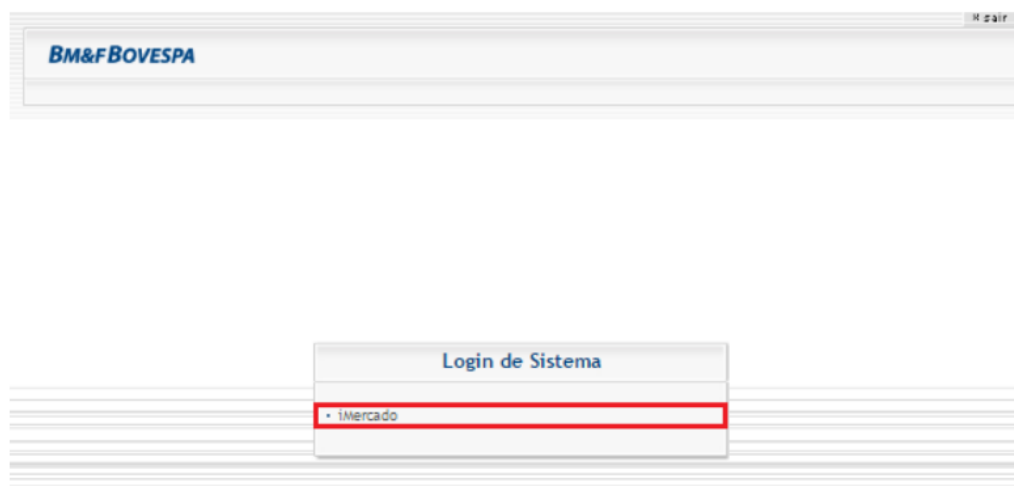 × sair
BM&FBOVESPA
Login de Sistema
• iMercado